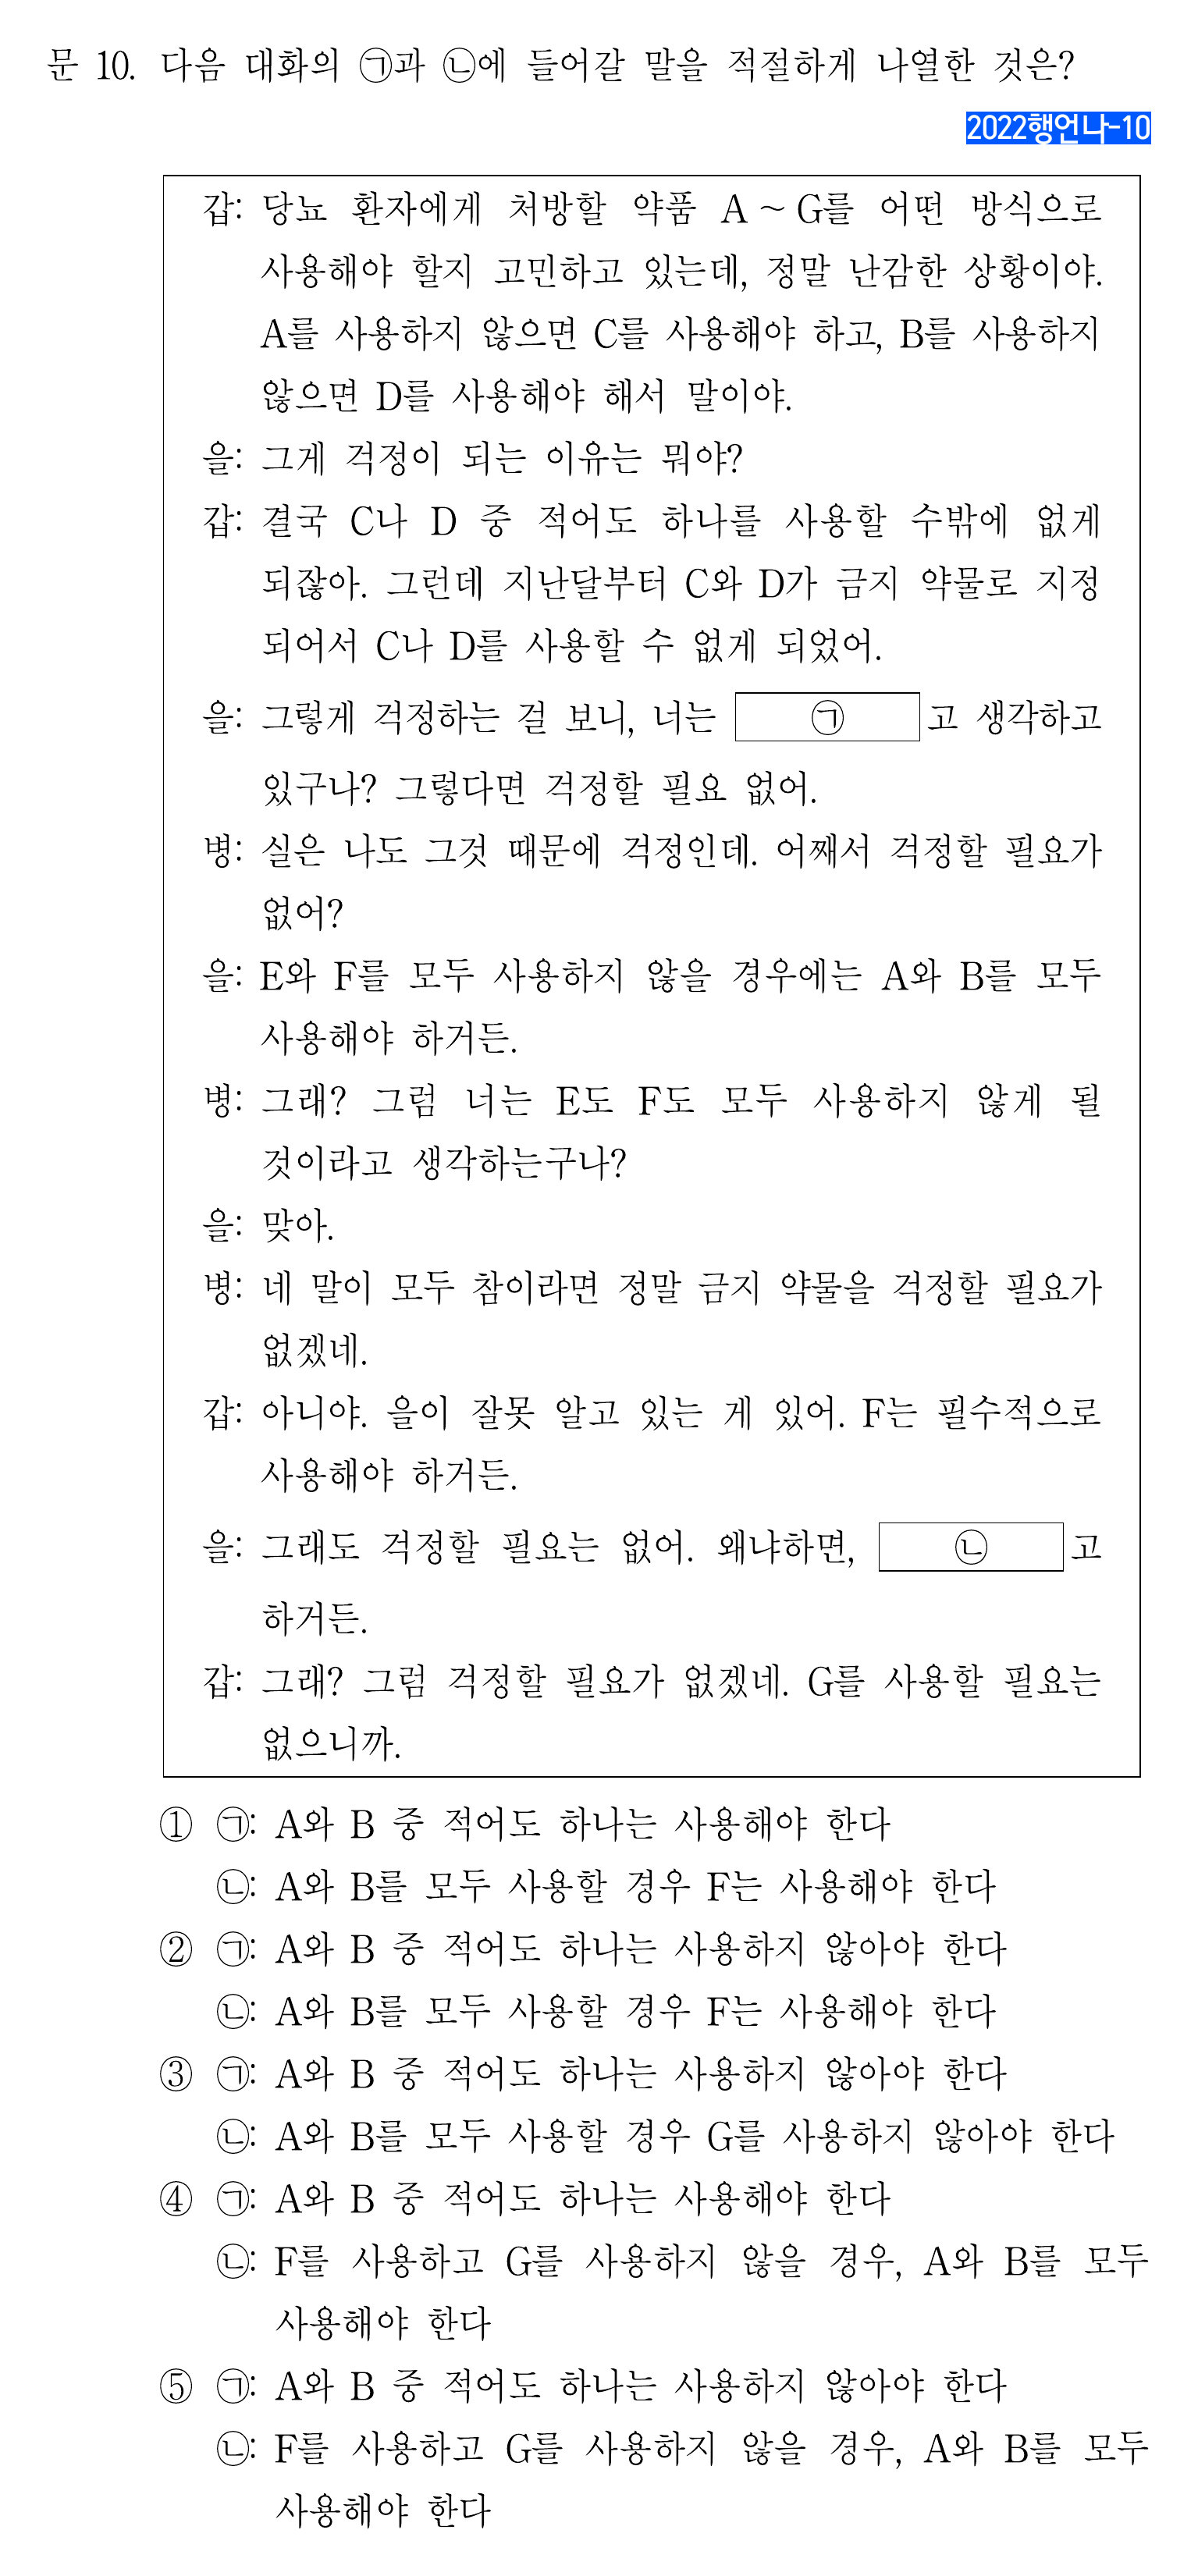 문 10. 다음 대화의 ㉠과 ㉡에 들어갈 말을 적절하게 나열한 것은?
2022행언나-10
갑: 당뇨 환자에게 처방할 약품 A ~ G를 어떤 방식으로
사용해야 할지 고민하고 있는데, 정말 난감한 상황이야.
A를 사용하지 않으면 C를 사용해야 하고, B를 사용하지
않으면 D를 사용해야 해서 말이야.
을: 그게 걱정이 되는 이유는 뭐야?
갑: 결국 C나 D 중 적어도 하나를 사용할 수밖에 없게
되잖아. 그런데 지난달부터 C와 D가 금지 약물로 지정
되어서 C나 D를 사용할 수 없게 되었어.
을: 그렇게 걱정하는 걸 보니, 너는 ㉠ 고 생각하고
있구나? 그렇다면 걱정할 필요 없어.
병: 실은 나도 그것 때문에 걱정인데. 어째서 걱정할 필요가
없어?
을: E와 F를 모두 사용하지 않을 경우에는 A와 B를 모두
사용해야 하거든.
병: 그래? 그럼 너는 E도 F도 모두 사용하지 않게 될
것이라고 생각하는구나?
을: 맞아.
병: 네 말이 모두 참이라면 정말 금지 약물을 걱정할 필요가
없겠네.
갑: 아니야. 을이 잘못 알고 있는 게 있어. F는 필수적으로
사용해야 하거든.
을: 그래도 걱정할 필요는 없어. 왜냐하면, ㉡ 고
하거든.
갑: 그래? 그럼 걱정할 필요가 없겠네. G를 사용할 필요는
없으니까.
① ㉠: A와 B 중 적어도 하나는 사용해야 한다
㉡: A와 B를 모두 사용할 경우 F는 사용해야 한다
② ㉠: A와 B 중 적어도 하나는 사용하지 않아야 한다
㉡: A와 B를 모두 사용할 경우 F는 사용해야 한다
③ ㉠: A와 B 중 적어도 하나는 사용하지 않아야 한다
㉡: A와 B를 모두 사용할 경우 G를 사용하지 않아야 한다
④ ㉠: A와 B 중 적어도 하나는 사용해야 한다
㉡: F를 사용하고 G를 사용하지 않을 경우, A와 B를 모두
사용해야 한다
⑤ ㉠: A와 B 중 적어도 하나는 사용하지 않아야 한다
㉡: F를 사용하고 G를 사용하지 않을 경우, A와 B를 모두
사용해야 한다